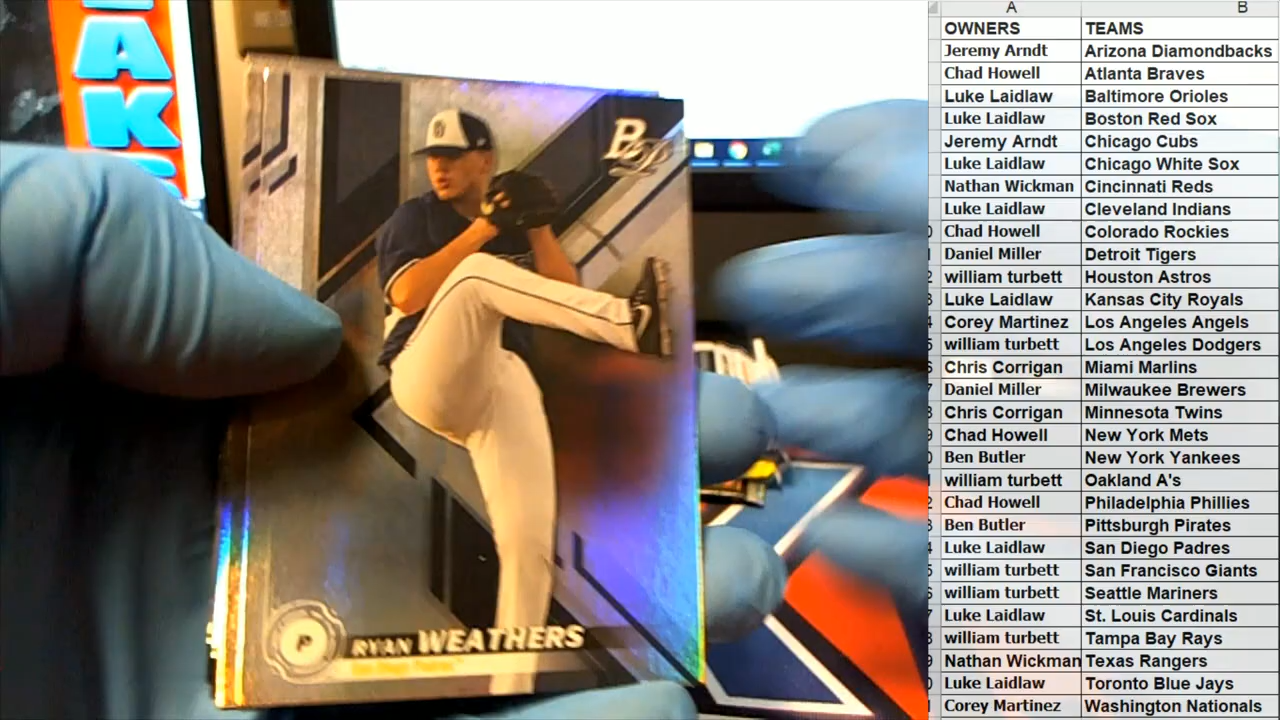 AK
P
RYAN WEATHERS
San Diego Padres
A B
OWNERS TEAMS
Jeremy Arndt Arizona Diamondbacks
Chad Howell Atlanta Braves
Luke Laidlaw Baltimore Orioles
Luke Laidlaw Boston Red Sox
Jeremy Arndt Chicago Cubs
Luke Laidlaw Chicago White Sox
Nathan Wickman Cincinnati Reds
Luke Laidlaw Cleveland Indians
Chad Howell Colorado Rockies
Daniel Miller Detroit Tigers
william turbett Houston Astros
Luke Laidlaw Kansas City Royals
Corey Martinez Los Angeles Angels
william turbett Los Angeles Dodgers
Chris Corrigan Miami Marlins
Daniel Miller Milwaukee Brewers
Chris Corrigan Minnesota Twins
Chad Howell New York Mets
Ben Butler New York Yankees
william turbett Oakland A's
Chad Howell Philadelphia Phillies
Ben Butler Pittsburgh Pirates
Luke Laidlaw San Diego Padres
william turbett San Francisco Giants
william turbett Seattle Mariners
Luke Laidlaw St. Louis Cardinals
william turbett Tampa Bay Rays
Nathan Wickman Texas Rangers
Luke Laidlaw Toronto Blue Jays
Corey Martinez Washington Nationals